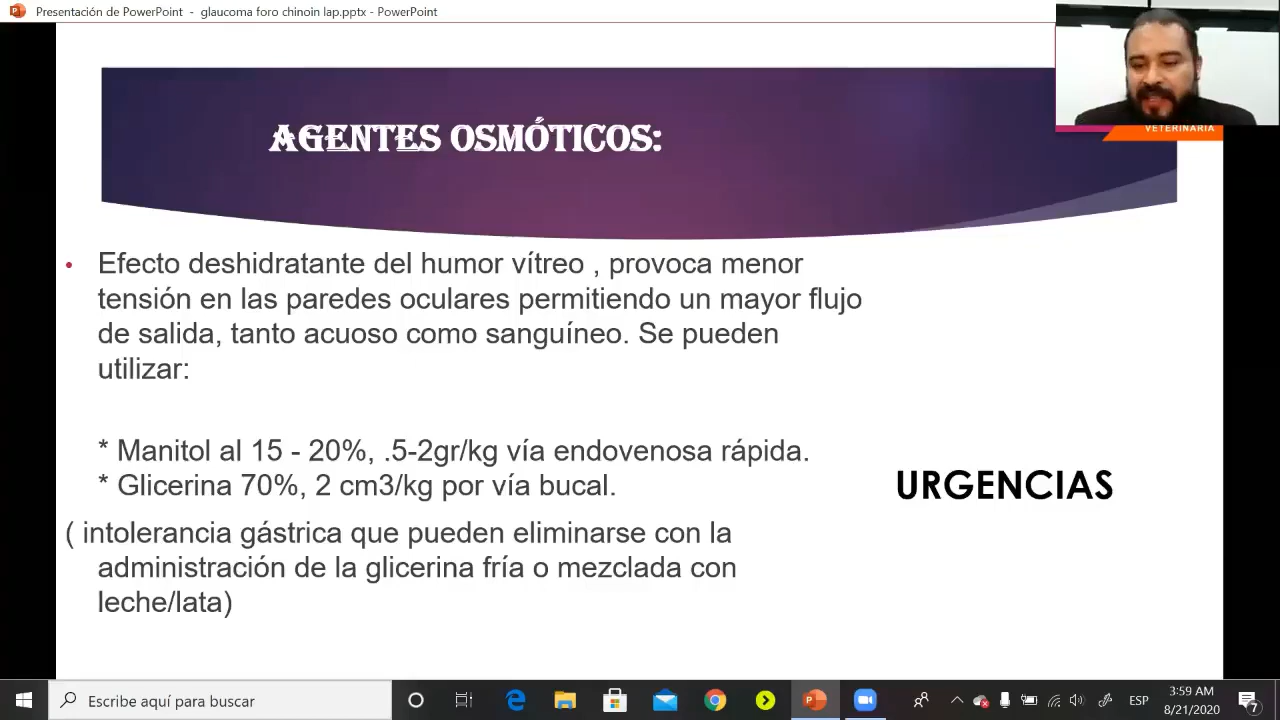 Presentación de PowerPoint - glaucoma foro chinoin lap.pptx - PowerPoint
VETERINARIA
AGENTES OSMÓTICOS:
• Efecto deshidratante del humor vítreo , provoca menor
tensión en las paredes oculares permitiendo un mayor flujo
de salida, tanto acuoso como sanguíneo. Se pueden
utilizar:
* Manitol al 15 - 20%, .5-2gr/kg vía endovenosa rápida.
* Glicerina 70%, 2 cm3/kg por vía bucal.
URGENCIAS
( intolerancia gástrica que pueden eliminarse con la
administración de la glicerina fría o mezclada con
leche/lata)
Escribe aquí para buscar
ESP
3:59 AM
8/21/2020
7